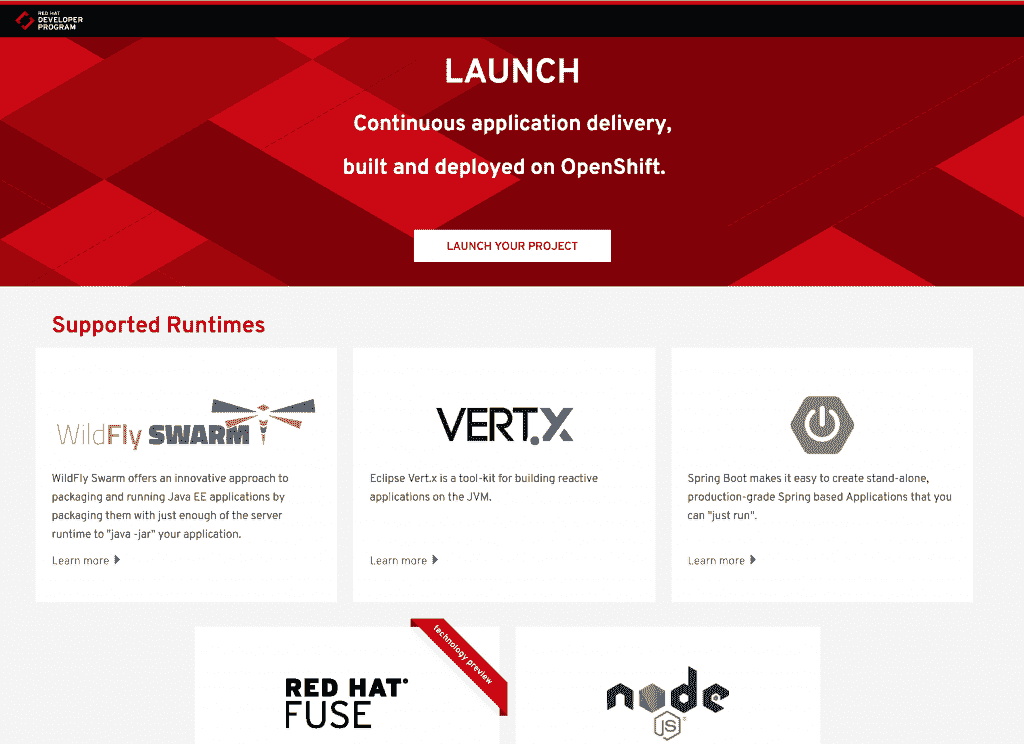 RED HAT
DEVELOPER
PROGRAM
LAUNCH
Continuous application delivery,
built and deployed on OpenShift.
LAUNCH YOUR PROJECT
Supported Runtimes
WildFly SWARM
WildFly Swarm offers an innovative approach to
packaging and running Java EE applications by
packaging them with just enough of the server
runtime to "java -jar" your application.
Learn more
VERT.X
Eclipse Vert.x is a tool-kit for building reactive
applications on the JVM.
Learn more
Spring Boot makes it easy to create stand-alone,
production-grade Spring based Applications that you
can "just run".
Learn more
technology preview
RED HAT®
FUSE
node
JS®